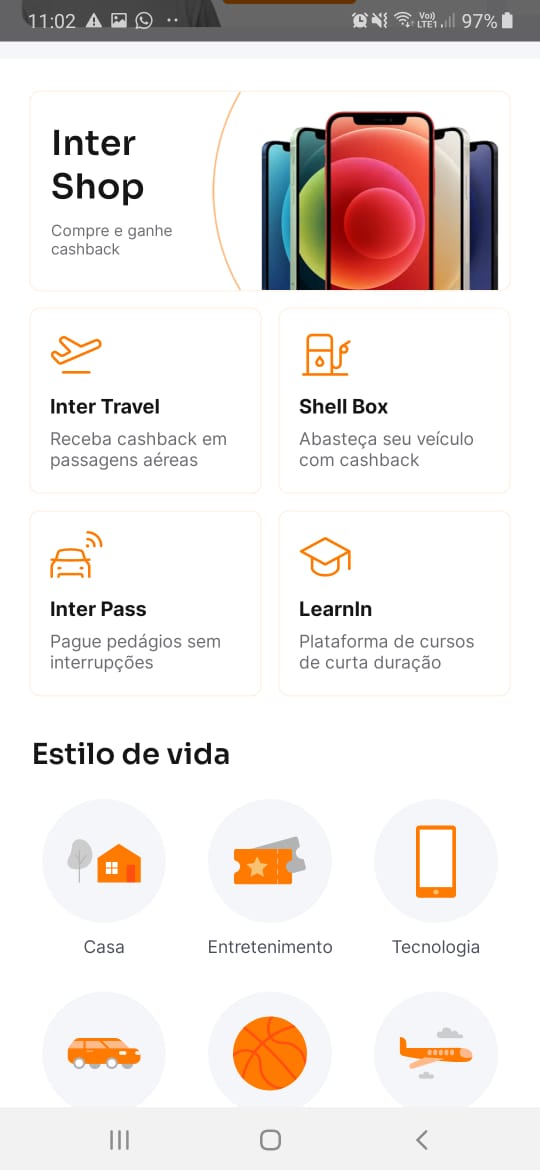 11:02
Vo))
LTE1
97%
Inter
Shop
Compre e ganhe
cashback
Inter Travel
Receba cashback em
passagens aéreas
Shell Box
Abasteça seu veículo
com cashback
Inter Pass
Pague pedágios sem
interrupções
LearnIn
Plataforma de cursos
de curta duração
Estilo de vida
Casa
Entretenimento
Tecnologia